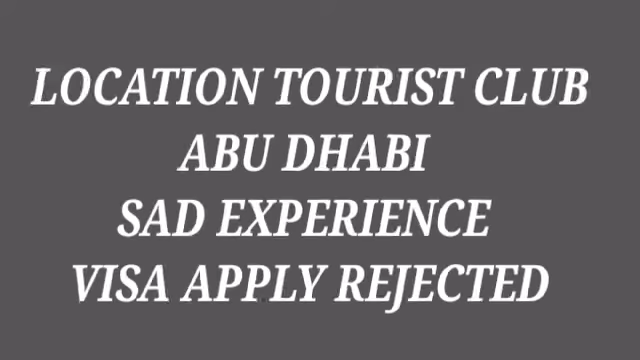 LOCATION TOURIST CLUB
ABU DHABI
SAD EXPERIENCE
VISA APPLY REJECTED